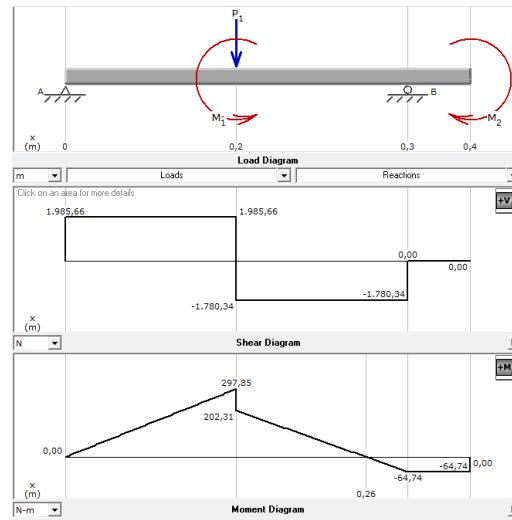 P1
A
B
M1
M2
x
(m)
0
0,2
0,3
0,4
Load Diagram
m
Loads
Reactions
Click on an area for more details
+V
1.985,66
1.985,66
0,00
0,00
-1.780,34
-1.780,34
x
(m)
N
Shear Diagram
+M
297,85
202,31
0,00
-64,74
0,00
-64,74
x
(m)
0,26
N-m
Moment Diagram